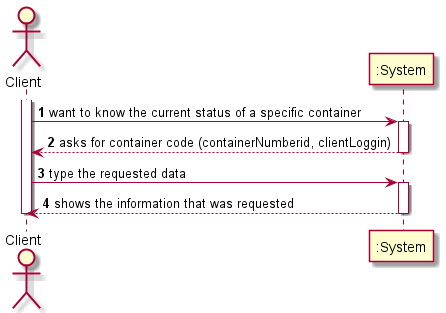 Client
:System
1 want to know the current status of a specific container
2 asks for container code (containerNumberid, clientLoggin)
3 type the requested data
4 shows the information that was requested
Client
:System